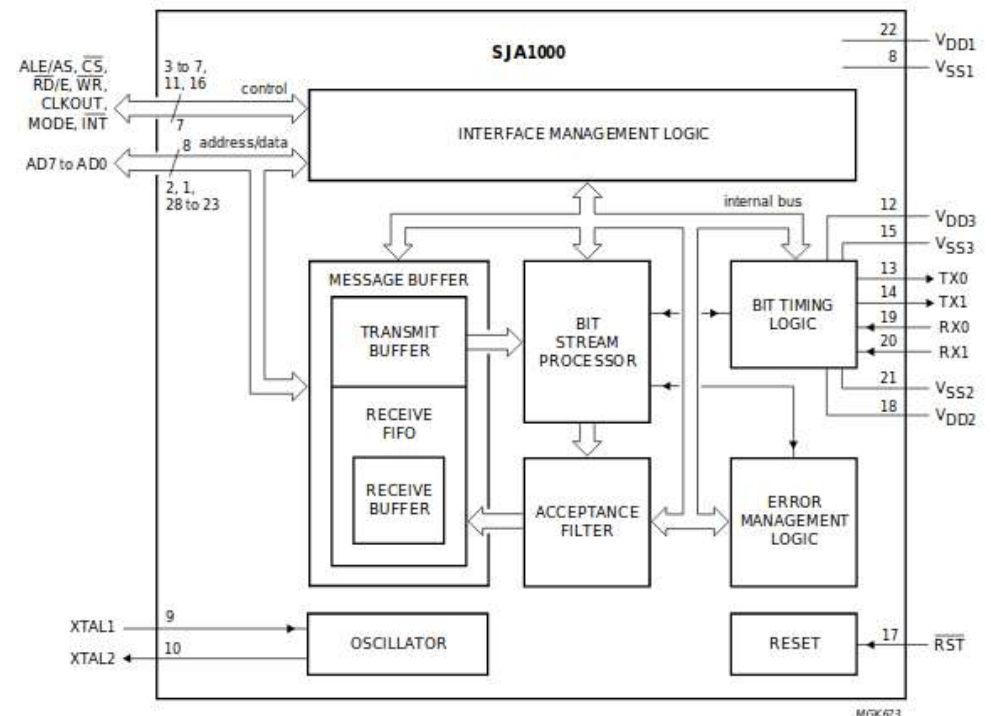 SJA1000
22
VDD1
8
VSS1
ALE/AS, CS,
RD/E, WR,
CLKOUT,
MODE, INT
3 to 7,
11, 16
control
7
INTERFACE MANAGEMENT LOGIC
AD7 to AD0
8
address/data
2, 1,
28 to 23
internal bus
12
VDD3
15
VSS3
13
TX0
14
TX1
19
RX0
20
RX1
21
VSS2
18
VDD2
MESSAGE BUFFER
TRANSMIT
BUFFER
RECEIVE
FIFO
RECEIVE
BUFFER
BIT
STREAM
PROCESSOR
BIT TIMING
LOGIC
ACCEPTANCE
FILTER
ERROR
MANAGEMENT
LOGIC
XTAL1
9
XTAL2
10
OSCILLATOR
RESET
17
RST
MGK623